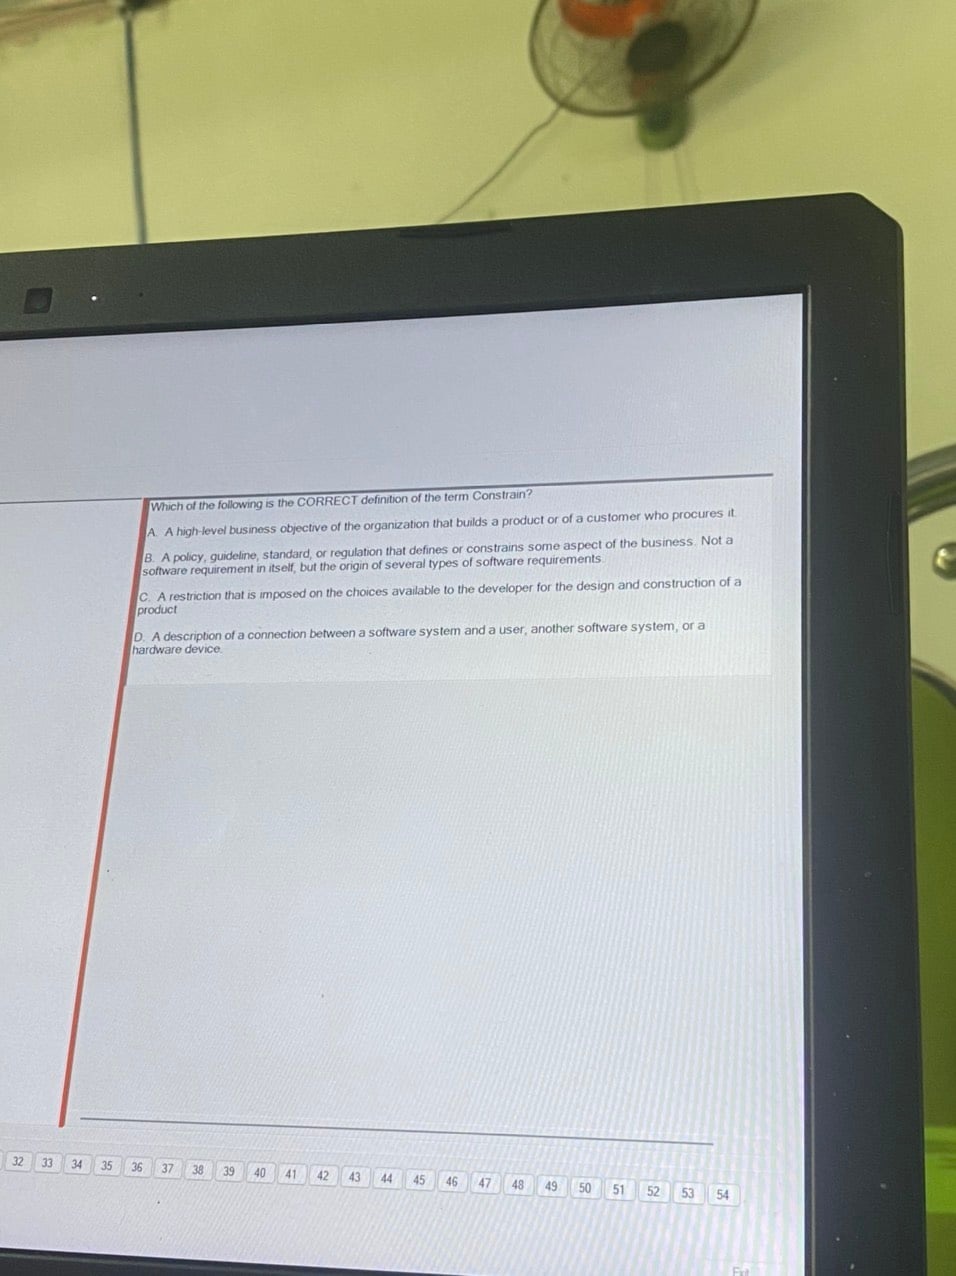 Which of the following is the CORRECT definition of the term Constrain?
A. A high-level business objective of the organization that builds a product or of a customer who procures it.
B. A policy, guideline, standard, or regulation that defines or constrains some aspect of the business. Not a
software requirement in itself, but the origin of several types of software requirements.
C. A restriction that is imposed on the choices available to the developer for the design and construction of a
product
D. A description of a connection between a software system and a user, another software system, or a
hardware device.
32 33 34 35 36 37 38 39 40 41 42 43 44 45 46 47 48 49 50 51 52 53 54
Exit